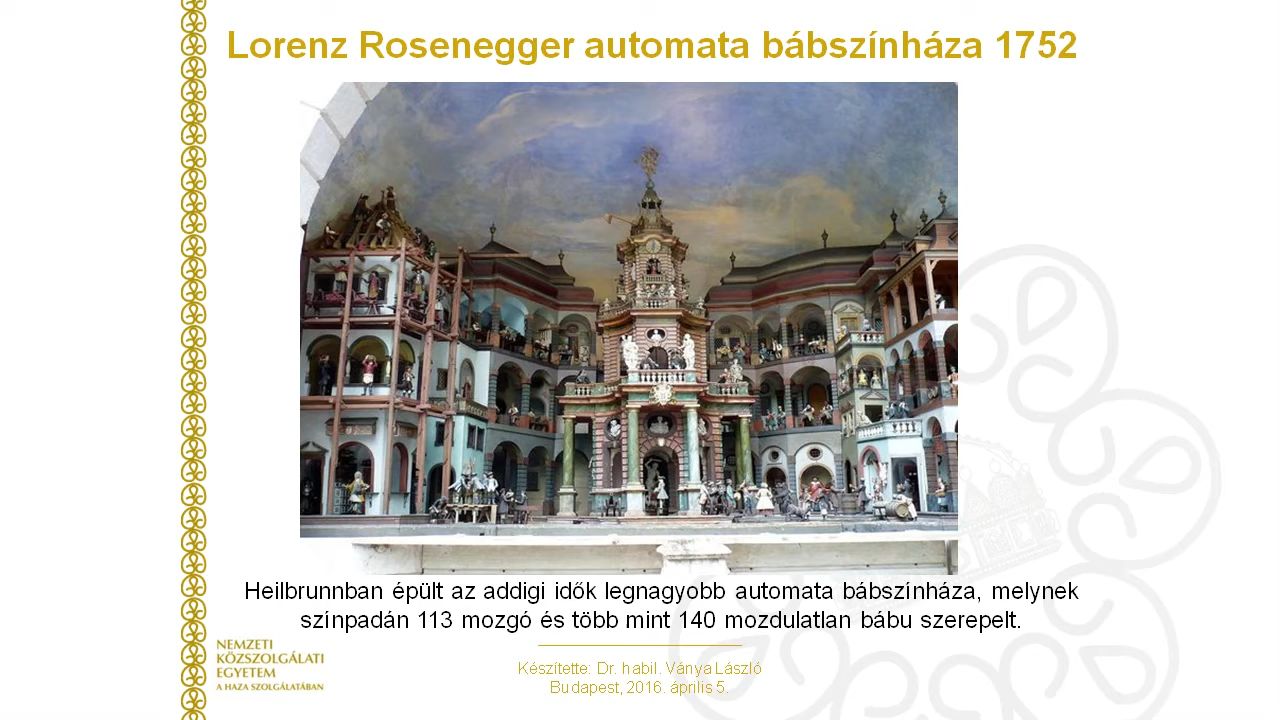 Lorenz Rosenegger automata bábszínháza 1752
Heilbrunnban épült az addigi idők legnagyobb automata bábszínháza, melynek
színpadán 113 mozgó és több mint 140 mozdulatlan bábu szerepelt.
NEMZETI
KÖZSZOLGÁLATI
EGYETEM
A HAZA SZOLGÁLATÁBAN
Készítette: Dr. habil. Ványa László
Budapest, 2016. április 5.